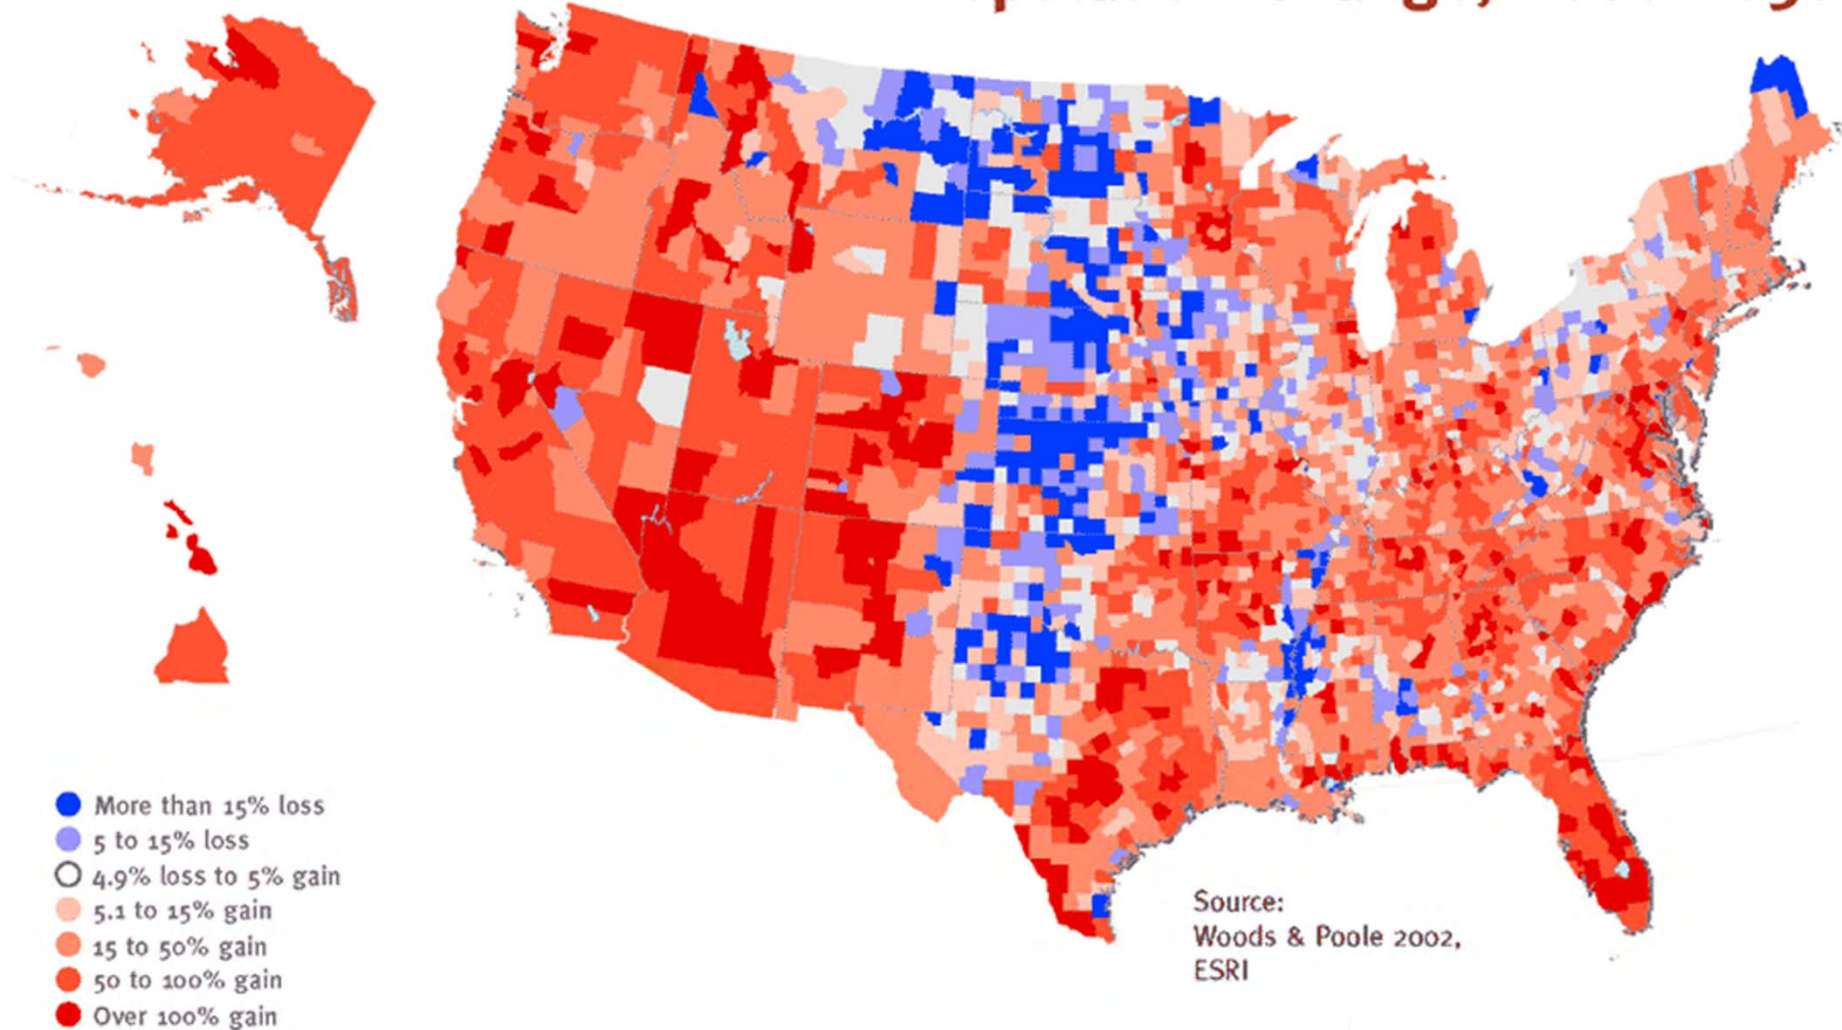 More than 15% loss
5 to 15% loss
4.9% loss to 5% gain
5.1 to 15% gain
15 to 50% gain
50 to 100% gain
Over 100% gain
Source:
Woods & Poole 2002,
ESRI